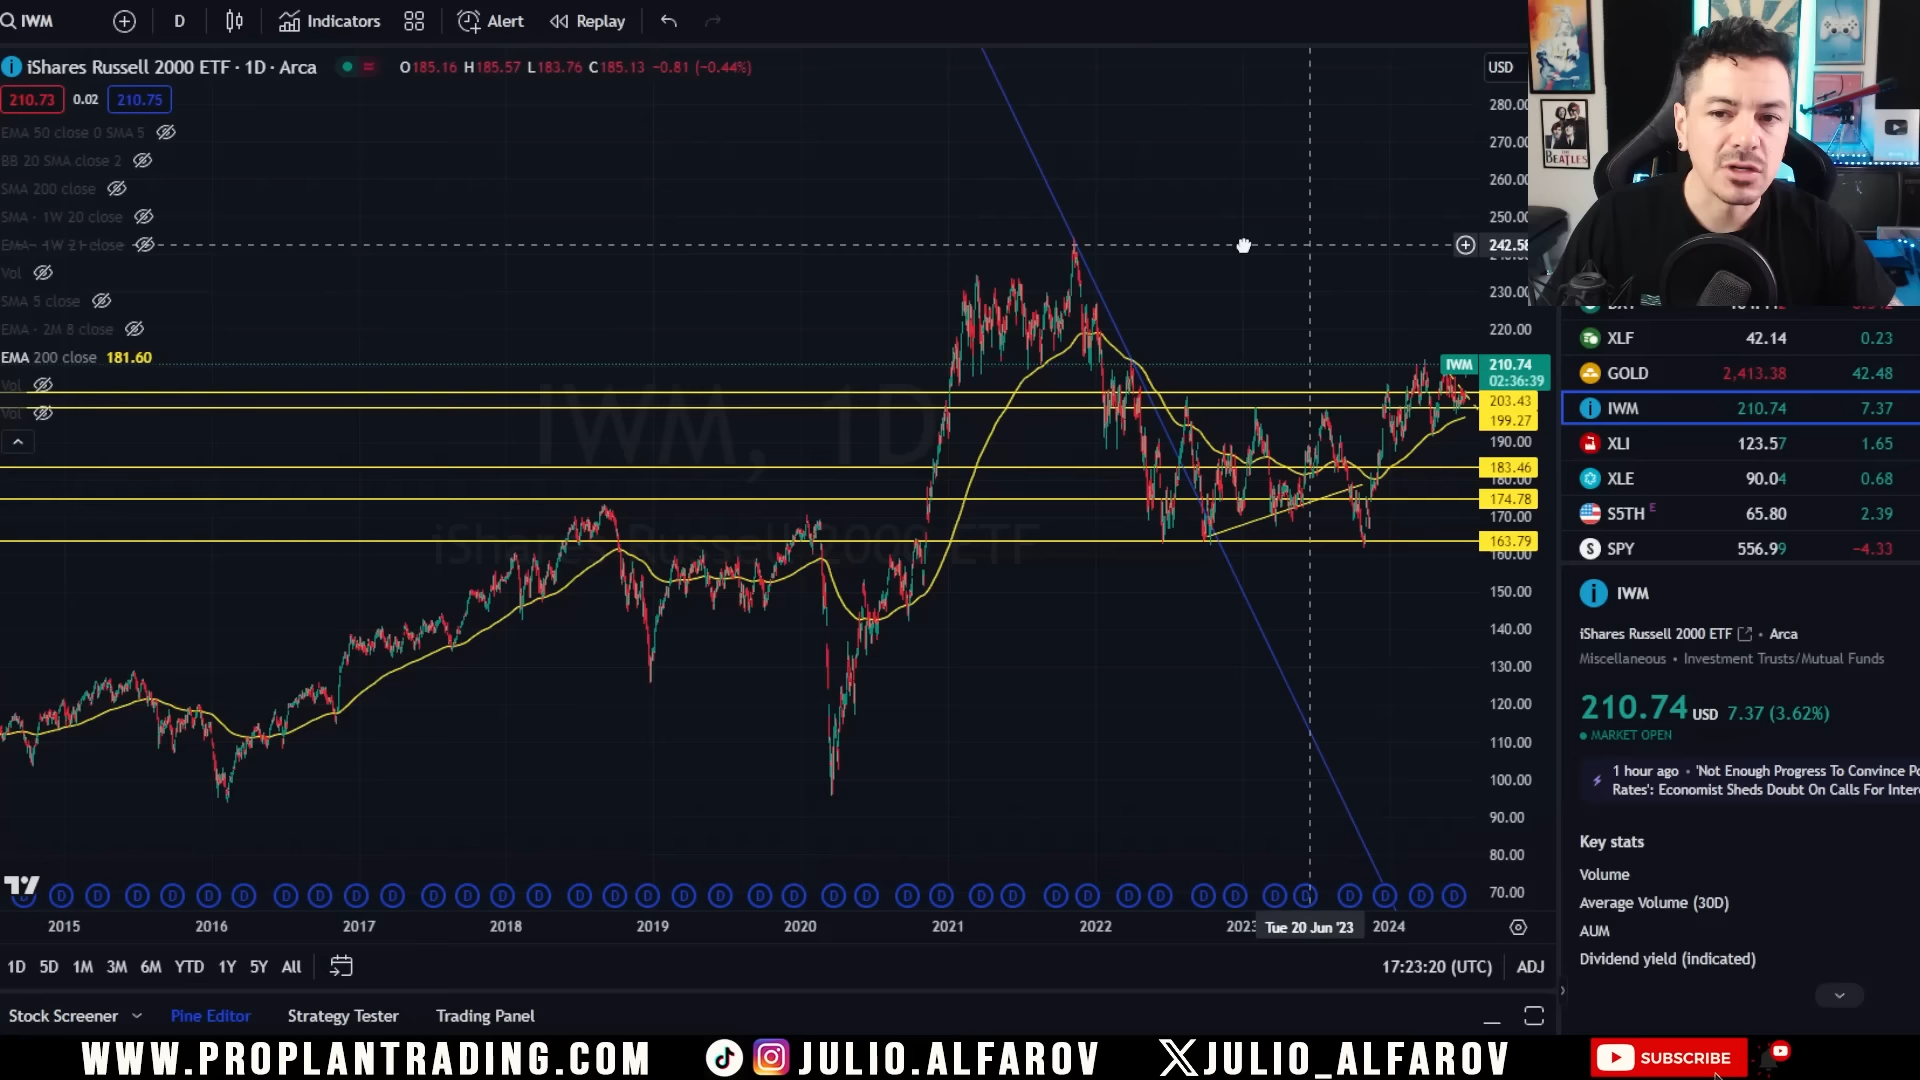 IWM
D
Indicators
Alert
Replay
iShares Russell 2000 ETF · 1D · Arca
O185.16 H185.57 L183.76 C185.13 −0.81 (−0.44%)
210.73 0.02 210.75
EMA 50 close 0 SMA 5
BB 20 SMA close 2
SMA 200 close
SMA · 1W 20 close
EMA · 1W 21 close
Vol
SMA 5 close
EMA · 2M 8 close
EMA 200 close 181.60
Vol
Vol
IWM, 1D
iShares Russell 2000 ETF
USD
280.00
270.00
260.00
250.00
242.58
230.00
220.00
IWM 210.74
02:36:39
203.43
199.27
190.00
183.46
180.00
174.78
170.00
163.79
160.00
150.00
140.00
130.00
120.00
110.00
100.00
90.00
80.00
70.00
2015 2016 2017 2018 2019 2020 2021 2022 2023 Tue 20 Jun '23 2024
D D D D D D D D D D D D D D D D D D D D D D D D D D D D D D D D D D D D D D D D
1D 5D 1M 3M 6M YTD 1Y 5Y All
17:23:20 (UTC) ADJ
Stock Screener Pine Editor Strategy Tester Trading Panel
THE BEATLES
XLF 42.14 0.23
GOLD 2,413.38 42.48
IWM 210.74 7.37
XLI 123.57 1.65
XLE 90.04 0.68
S5TH E 65.80 2.39
SPY 556.99 −4.33
IWM
iShares Russell 2000 ETF · Arca
Miscellaneous · Investment Trusts/Mutual Funds
210.74 USD 7.37 (3.62%)
MARKET OPEN
1 hour ago · 'Not Enough Progress To Convince
Rates': Economist Sheds Doubt On Calls For
Key stats
Volume
Average Volume (30D)
AUM
Dividend yield (indicated)
WWW.PROPLANTRADING.COM JULIO.ALFAROV JULIO_ALFAROV SUBSCRIBE